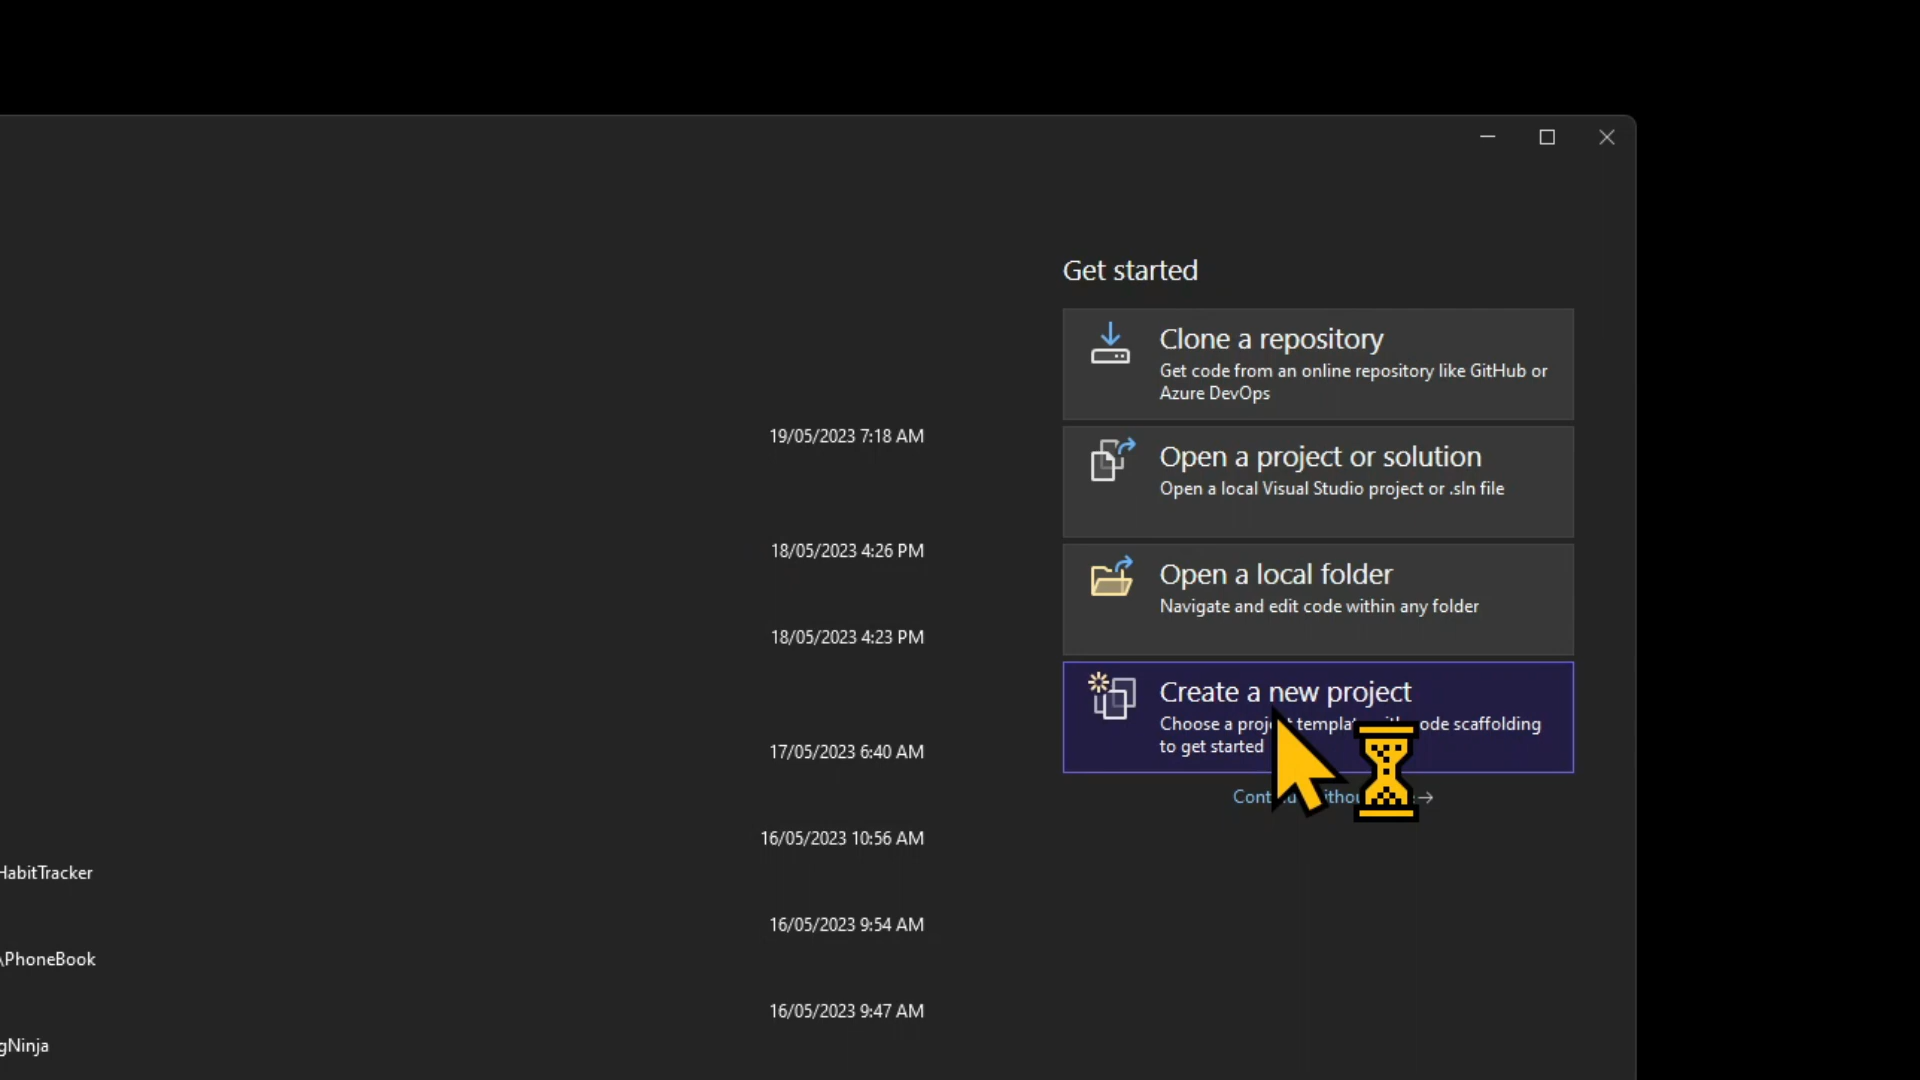 Get started
Clone a repository
Get code from an online repository like GitHub or
Azure DevOps
Open a project or solution
Open a local Visual Studio project or .sln file
Open a local folder
Navigate and edit code within any folder
Create a new project
Choose a template scaffolding
to get started
19/05/2023 7:18 AM
18/05/2023 4:26 PM
18/05/2023 4:23 PM
17/05/2023 6:40 AM
16/05/2023 10:56 AM
HabitTracker
16/05/2023 9:54 AM
\PhoneBook
16/05/2023 9:47 AM
gNinja